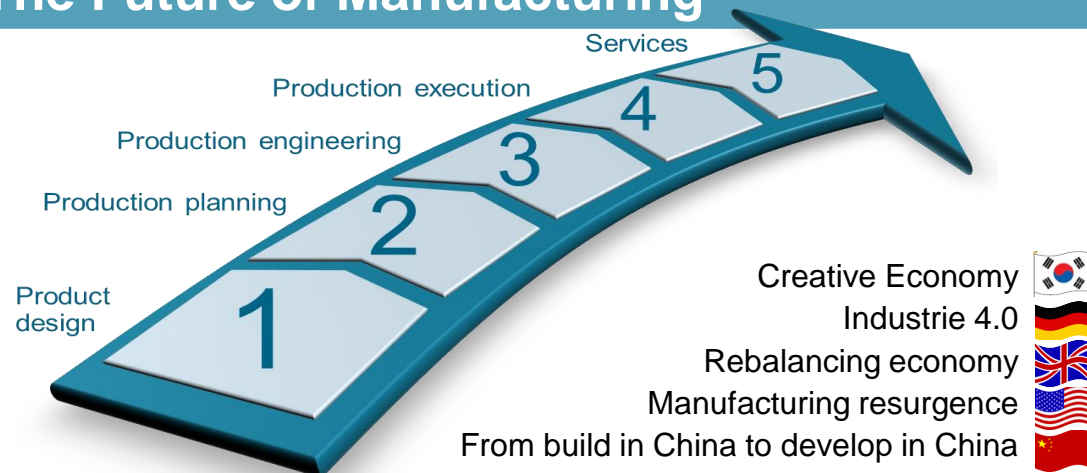 The Future of Manufacturing
Services
5
Production execution
4
Production engineering
3
Production planning
2
Product
design
1
Creative Economy
Industrie 4.0
Rebalancing economy
Manufacturing resurgence
From build in China to develop in China